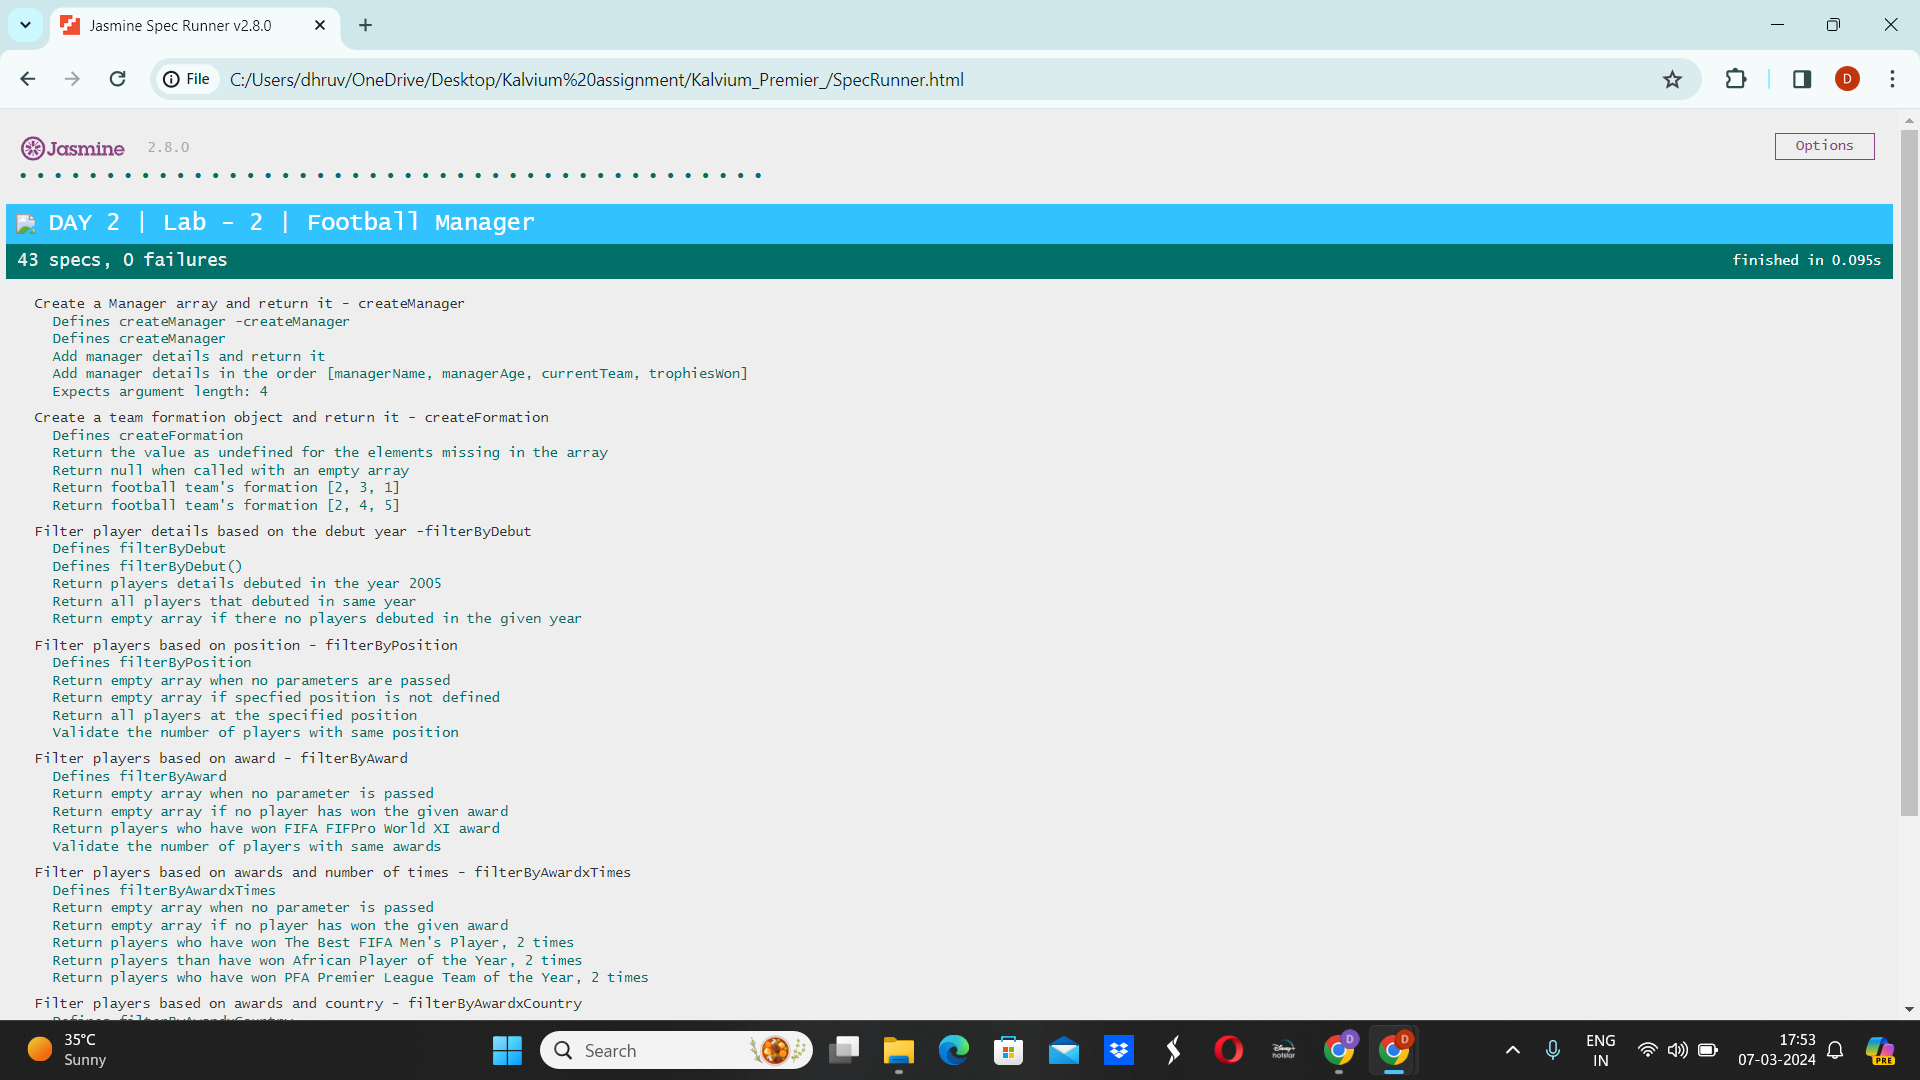 Jasmine Spec Runner v2.8.0
File C:/Users/dhruv/OneDrive/Desktop/Kalvium%20assignment/Kalvium_Premier_/SpecRunner.html
D
Jasmine 2.8.0
Options
DAY 2 | Lab - 2 | Football Manager
43 specs, 0 failures
finished in 0.095s
Create a Manager array and return it - createManager
Defines createManager -createManager
Defines createManager
Add manager details and return it
Add manager details in the order [managerName, managerAge, currentTeam, trophiesWon]
Expects argument length: 4
Create a team formation object and return it - createFormation
Defines createFormation
Return the value as undefined for the elements missing in the array
Return null when called with an empty array
Return football team's formation [2, 3, 1]
Return football team's formation [2, 4, 5]
Filter player details based on the debut year -filterByDebut
Defines filterByDebut
Defines filterByDebut()
Return players details debuted in the year 2005
Return all players that debuted in same year
Return empty array if there no players debuted in the given year
Filter players based on position - filterByPosition
Defines filterByPosition
Return empty array when no parameters are passed
Return empty array if specfied position is not defined
Return all players at the specified position
Validate the number of players with same position
Filter players based on award - filterByAward
Defines filterByAward
Return empty array when no parameter is passed
Return empty array if no player has won the given award
Return players who have won FIFA FIFPro World XI award
Validate the number of players with same awards
Filter players based on awards and number of times - filterByAwardxTimes
Defines filterByAwardxTimes
Return empty array when no parameter is passed
Return empty array if no player has won the given award
Return players who have won The Best FIFA Men's Player, 2 times
Return players than have won African Player of the Year, 2 times
Return players who have won PFA Premier League Team of the Year, 2 times
Filter players based on awards and country - filterByAwardxCountry
Defines filterByAwardxCountry
35°C
Sunny
Search
Disney+
hotstar
D
D
ENG
IN
17:53
07-03-2024
PRE